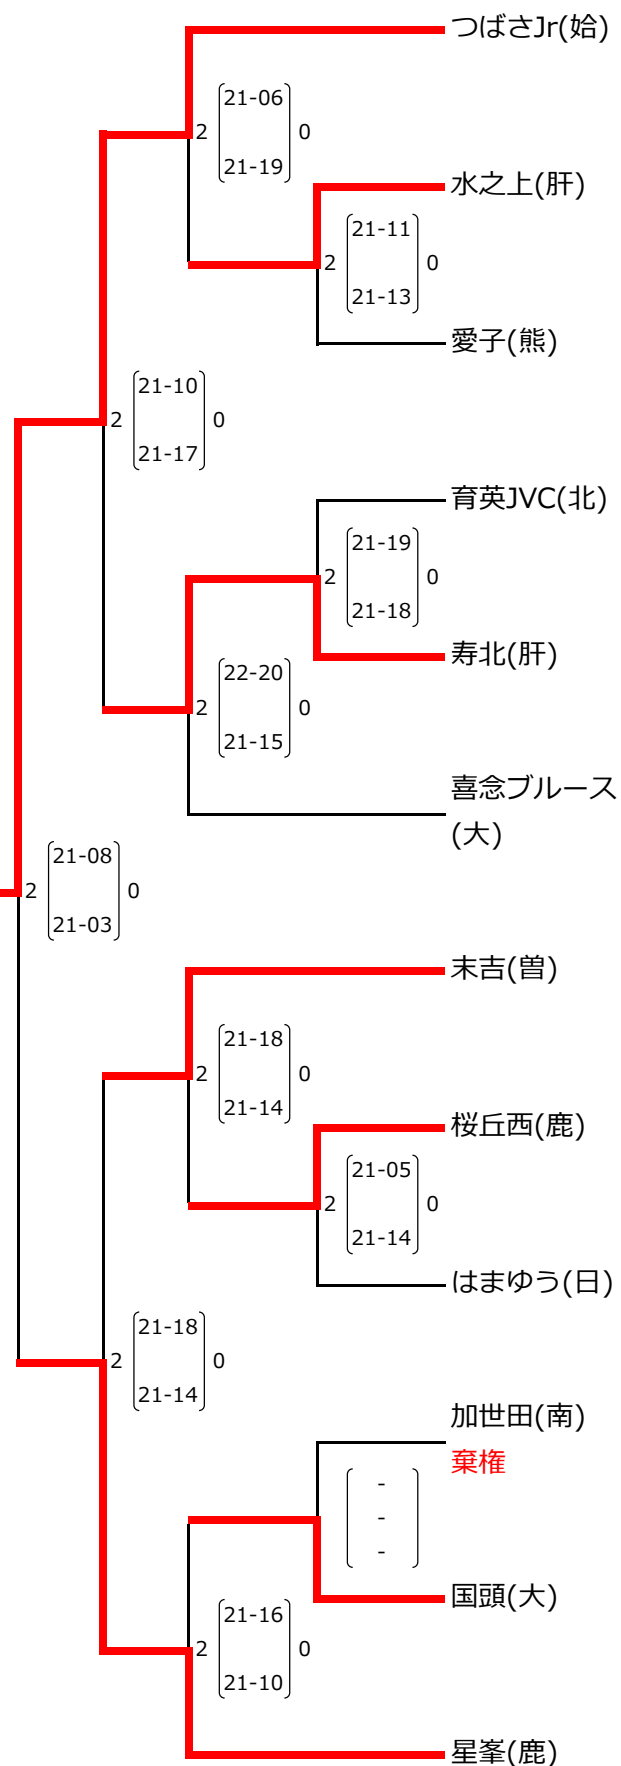 つばさJr(姶)
21-06
2 0
21-19
水之上(肝)
21-11
2 0
21-13
愛子(熊)
21-10
2 0
21-17
育英JVC(北)
21-19
2 0
21-18
寿北(肝)
22-20
2 0
21-15
喜念ブルース
(大)
21-08
2 0
21-03
末吉(曽)
21-18
2 0
21-14
桜丘西(鹿)
21-05
2 0
21-14
はまゆう(日)
21-18
2 0
21-14
加世田(南)
棄権
-
-
-
国頭(大)
21-16
2 0
21-10
星峯(鹿)